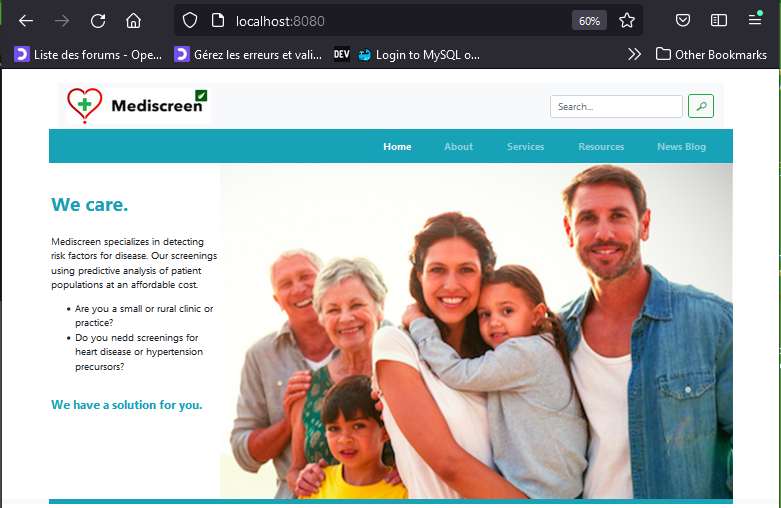 localhost:8080
60%
Liste des forums - Ope...
Gérez les erreurs et vali...
DEV
Login to MySQL o...
Other Bookmarks
Mediscreen
Search...
Home
About
Services
Resources
News Blog
We care.
Mediscreen specializes in detecting
risk factors for disease. Our screenings
using predictive analysis of patient
populations at an affordable cost.
Are you a small or rural clinic or
practice?
Do you nedd screenings for
heart disease or hypertension
precursors?
We have a solution for you.